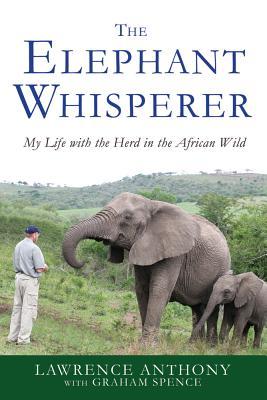 THE
ELEPHANT
WHISPERER
My Life with the Herd in the African Wild
LAWRENCE ANTHONY
WITH GRAHAM SPENCE